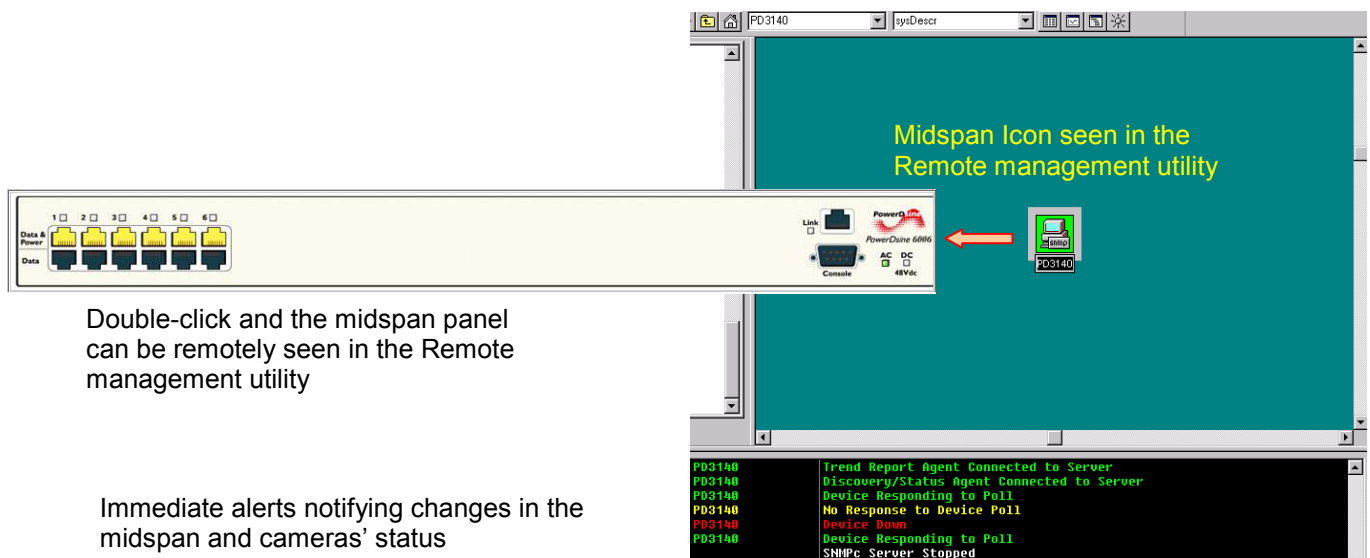 PD3140 sysDescr
Midspan Icon seen in the
Remote management utility
1 2 3 4 5 6
Data &
Power
Data
Link
Console
PowerDsine
PowerDsine 6006
AC DC
48Vdc
snmp
PD3140
Double-click and the midspan panel
can be remotely seen in the Remote
management utility
Immediate alerts notifying changes in the
midspan and cameras’ status
PD3140 Trend Report Agent Connected to Server
PD3140 Discovery/Status Agent Connected to Server
PD3140 Device Responding to Poll
PD3140 No Response to Device Poll
PD3140 Device Down
PD3140 Device Responding to Poll
SNMPc Server Stopped